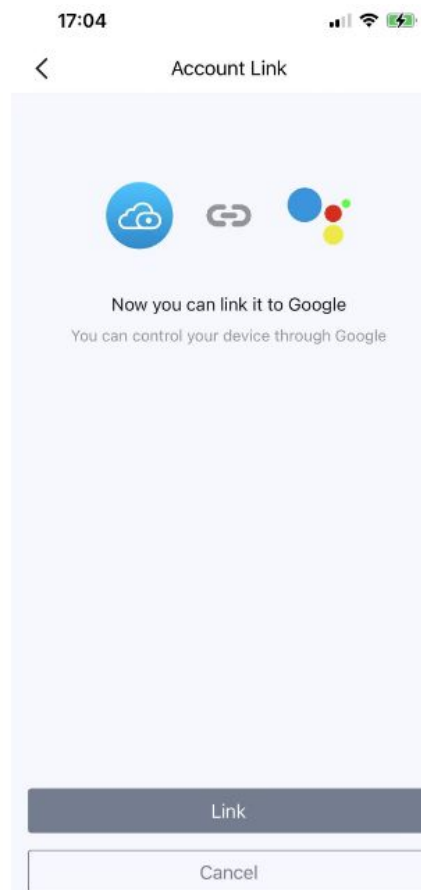 17:04
Account Link
Now you can link it to Google
You can control your device through Google
Link
Cancel